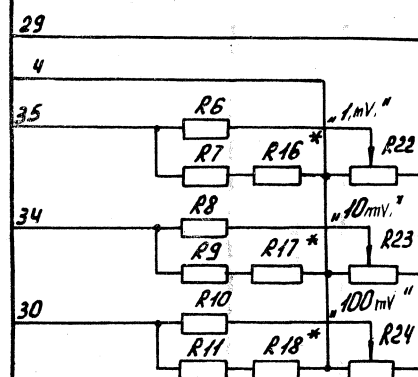 29
4
35
R6
„1mV"
R7
R16*
R22
34
R8
„10mV"
R9
R17*
R23
30
R10
„100mV"
R11
R18*
R24